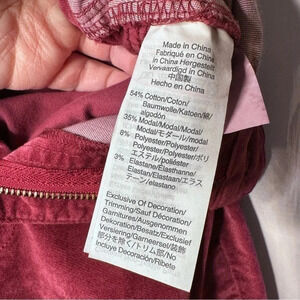 Made in China
Fabriqué en Chine
In China Hergestellt
Vervaardigd in China
中国製
Hecho en China
54% Cotton/Coton/
Baumwolle/Katoen/綿/
algodón
35% Modal/Modal/Modal/
Modal/モダール/modal
8% Polyester/Polyester/
Polyester/Polyester/ポリ
エステル/poliéster
3% Elastane/Élasthanne/
Elastan/Elastaan/エラス
テーン/elastano
Exclusive Of Decoration/
Trimming/Sauf Décoration/
Garnitures/Ausgenommen
Dekoration/Besatz/Exclusief
Versiering/Garneersel/装飾
部分を除く/トリム部/No
Incluye Decoración/Ribete